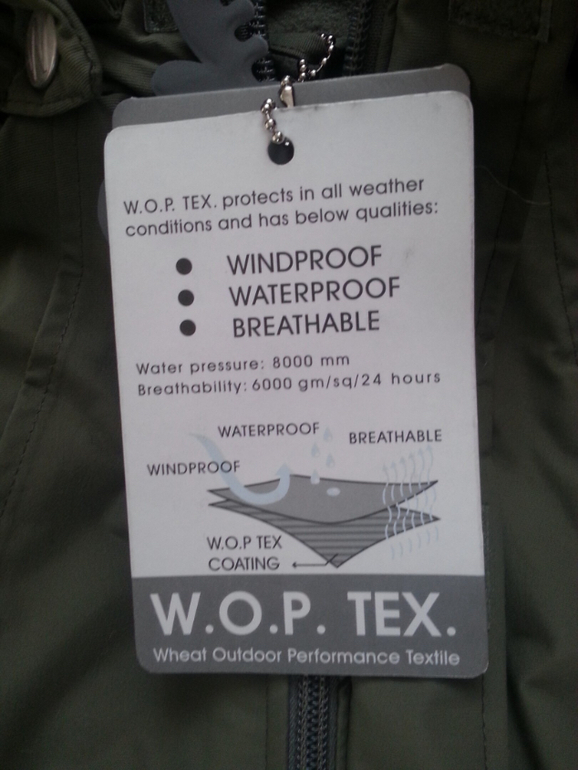 W.O.P. TEX. protects in all weather
conditions and has below qualities:
● WINDPROOF
● WATERPROOF
● BREATHABLE
Water pressure: 8000 mm
Breathability: 6000 gm/sq/24 hours
WATERPROOF
BREATHABLE
WINDPROOF
W.O.P TEX
COATING
W.O.P. TEX.
Wheat Outdoor Performance Textile